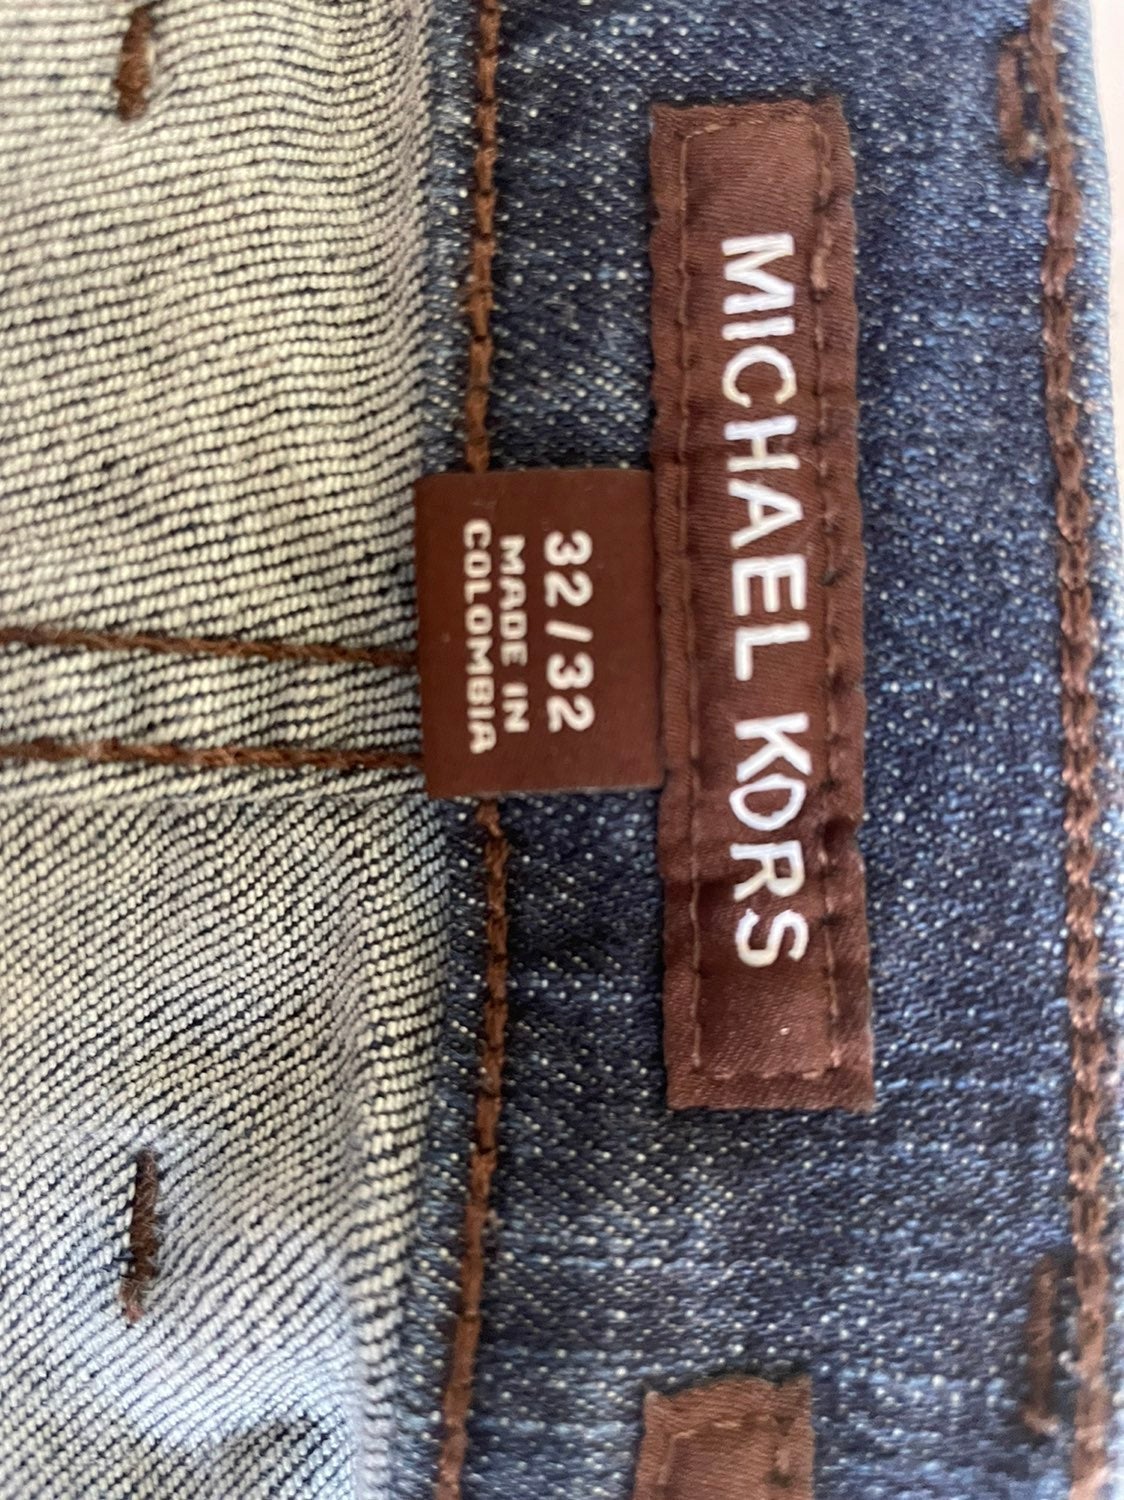 MICHAEL KORS
32/32
MADE IN
COLOMBIA